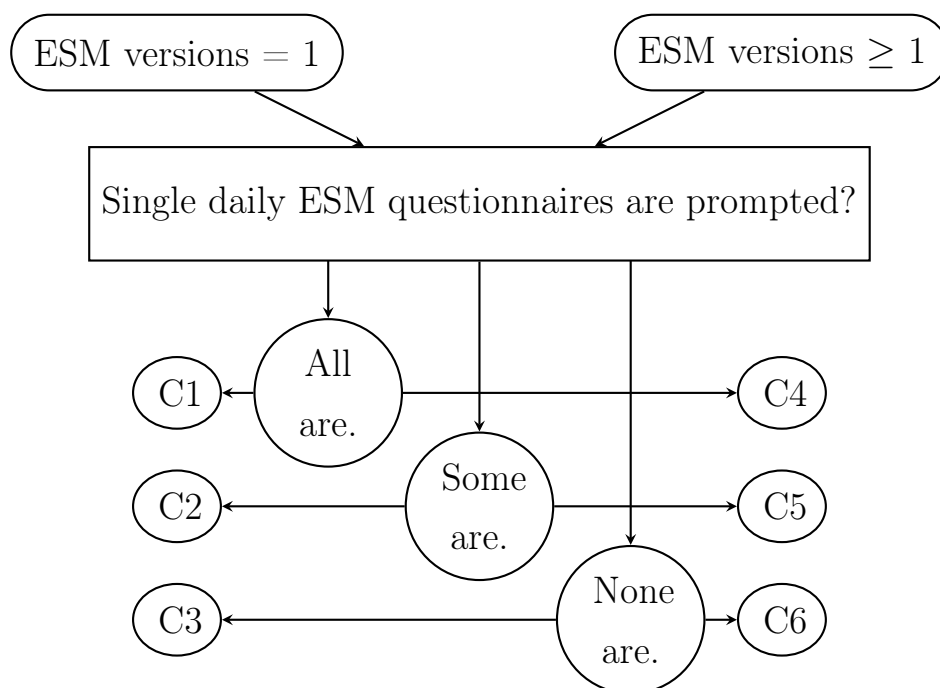 ESM versions = 1
ESM versions ≥ 1
Single daily ESM questionnaires are prompted?
All
are.
C1
C4
Some
are.
C2
C5
None
are.
C3
C6